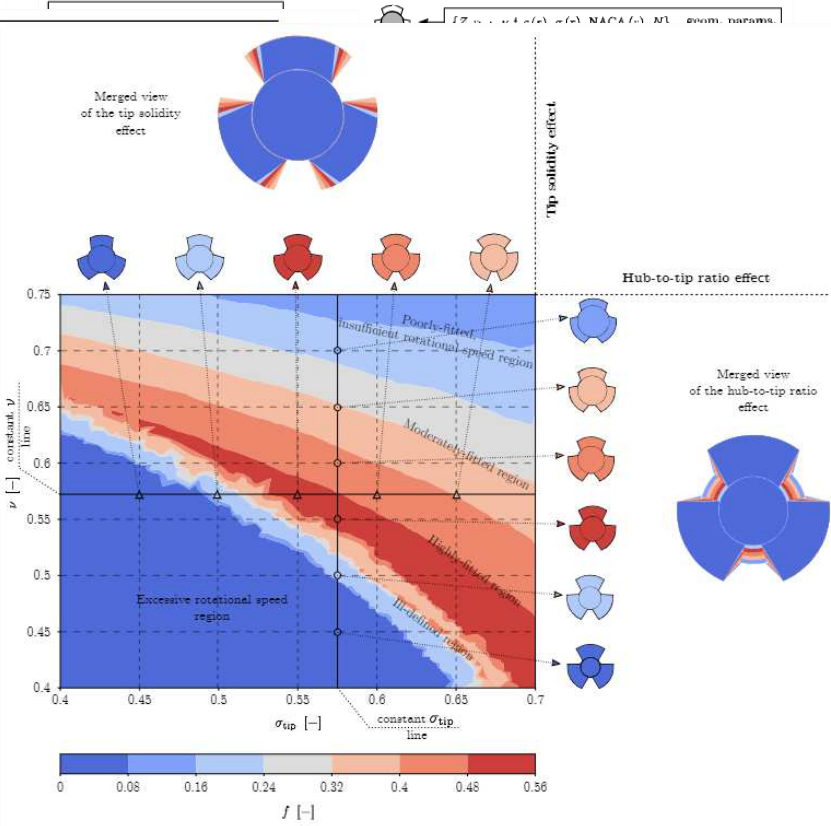 geom. params.
Merged view
of the tip solidity
effect
Tip solidity effect
Hub-to-tip ratio effect
Merged view
of the hub-to-tip ratio
effect
0.75
0.7
0.65
0.6
0.55
0.5
0.45
0.4
constant ν
line
ν [−]
Poorly-fitted,
insufficient rotational speed region
Moderately-fitted region
Highly-fitted region
Ill-defined region
Excessive rotational speed
region
0.4
0.45
0.5
0.55
0.6
0.65
0.7
σtip [−]
constant σtip
line
0
0.08
0.16
0.24
0.32
0.4
0.48
0.56
f [−]